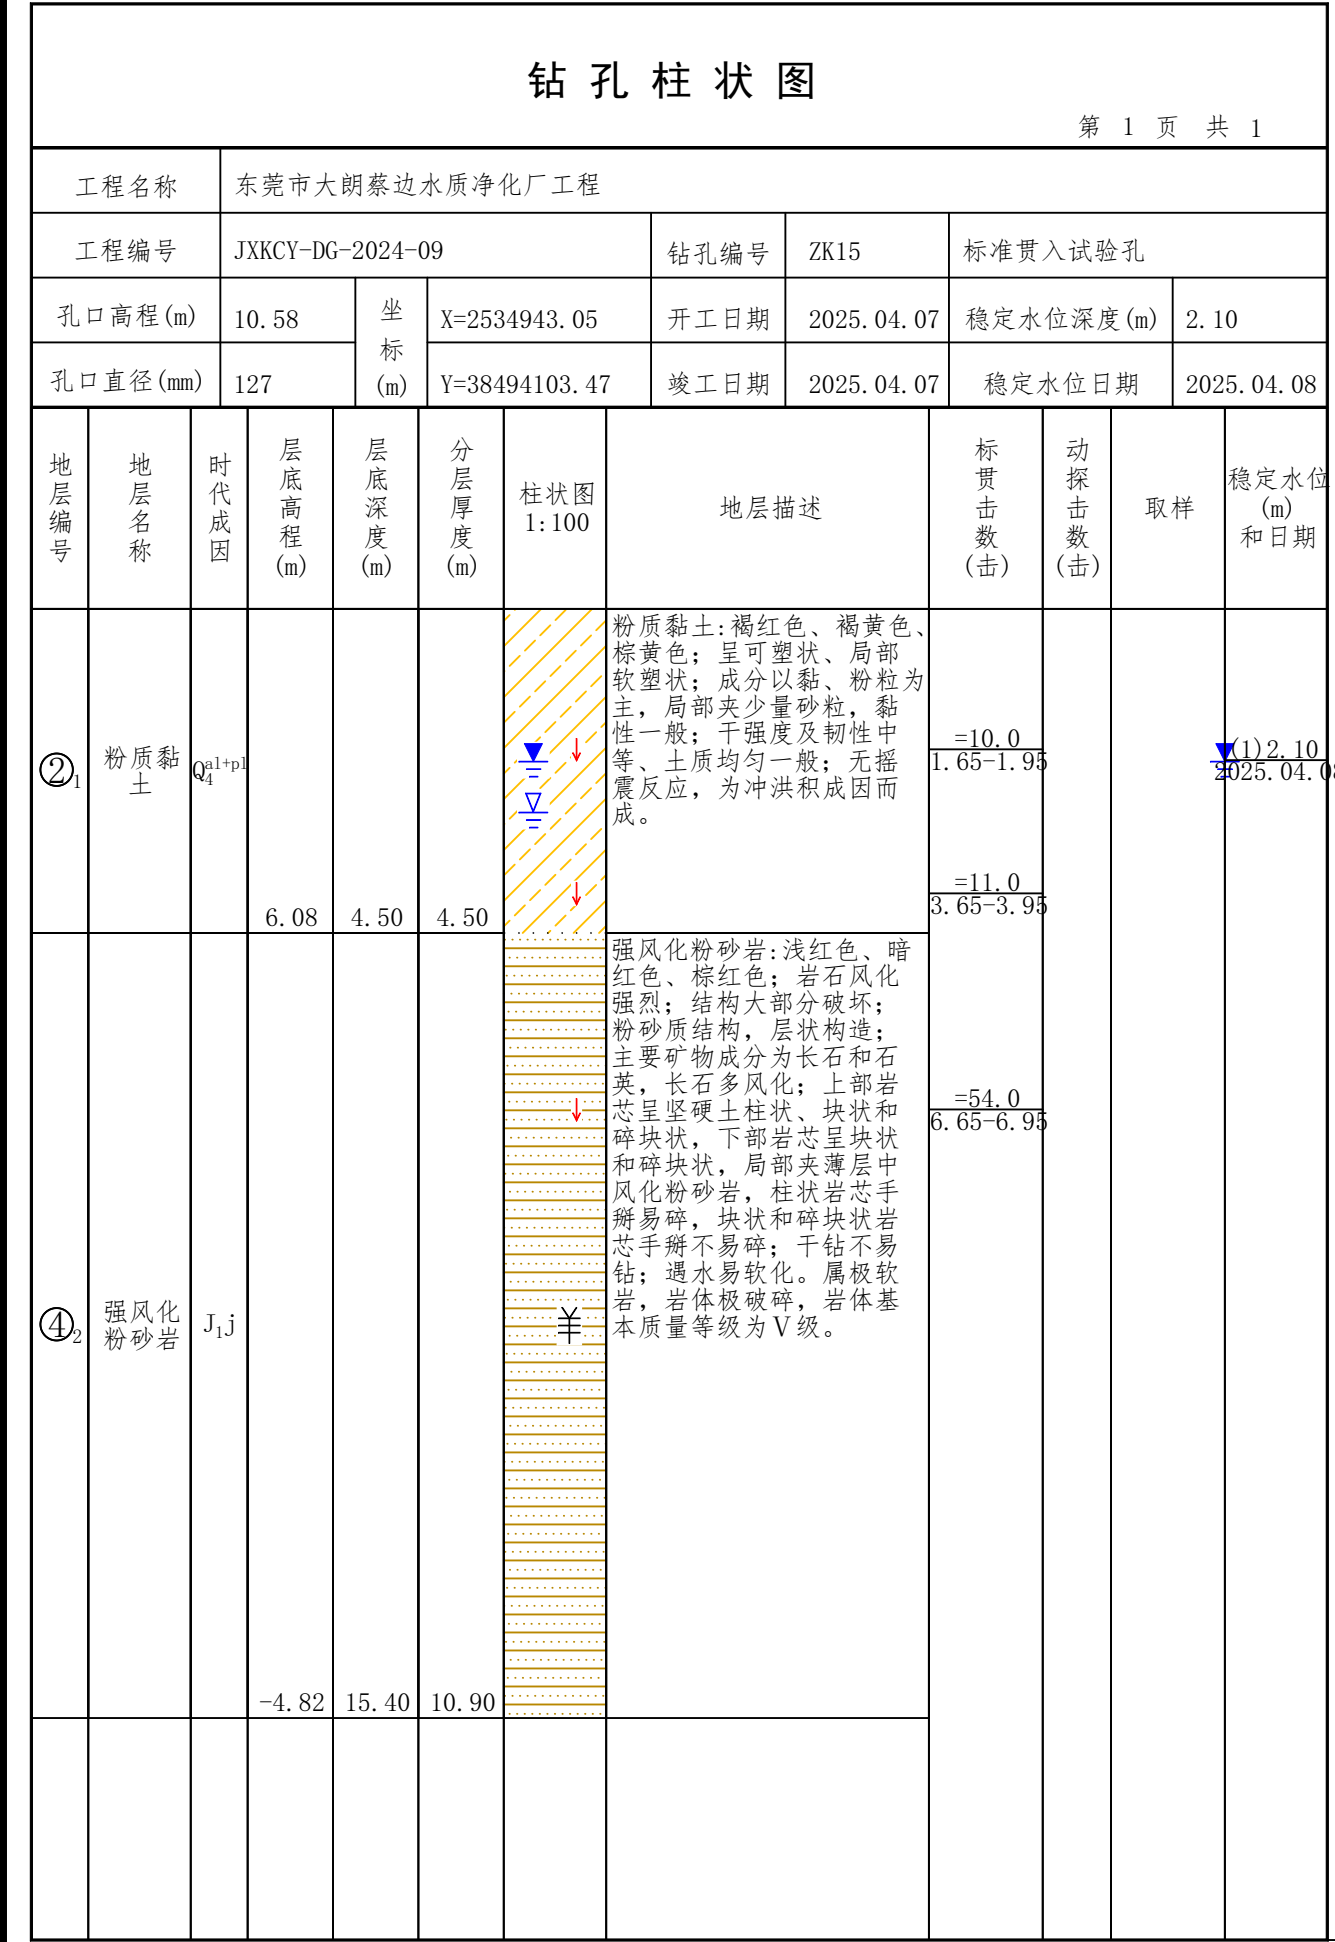 钻孔柱状图
第 1 页 共 1
工程名称 东莞市大朗蔡边水质净化厂工程
工程编号 JXKCY-DG-2024-09 钻孔编号 ZK15 标准贯入试验孔
孔口高程(m) 10.58 坐标(m) X=2534943.05 开工日期 2025.04.07 稳定水位深度(m) 2.10
孔口直径(mm) 127 Y=38494103.47 竣工日期 2025.04.07 稳定水位日期 2025.04.08
地层编号 地层名称 时代成因 层底高程(m) 层底深度(m) 分层厚度(m) 柱状图 1:100 地层描述 标贯击数(击) 动探击数(击) 取样 稳定水位(m)和日期
②1 粉质黏土 Q4al+pl 6.08 4.50 4.50
粉质黏土:褐红色、褐黄色、
棕黄色；呈可塑状、局部
软塑状；成分以黏、粉粒为
主，局部夹少量砂粒，黏
性一般；干强度及韧性中
等、土质均匀一般；无摇
震反应，为冲洪积成因而
成。
=10.0
1.65-1.95
=11.0
3.65-3.95
(1)2.10
2025.04.08
④2 强风化粉砂岩 J1j -4.82 15.40 10.90
强风化粉砂岩:浅红色、暗
红色、棕红色；岩石风化
强烈；结构大部分破坏；
粉砂质结构，层状构造；
主要矿物成分为长石和石
英，长石多风化；上部岩
芯呈坚硬土柱状、块状和
碎块状，下部岩芯呈块状
和碎块状，局部夹薄层中
风化粉砂岩，柱状岩芯手
掰易碎，块状和碎块状岩
芯手掰不易碎；干钻不易
钻；遇水易软化。属极软
岩，岩体极破碎，岩体基
本质量等级为Ⅴ级。
=54.0
6.65-6.95